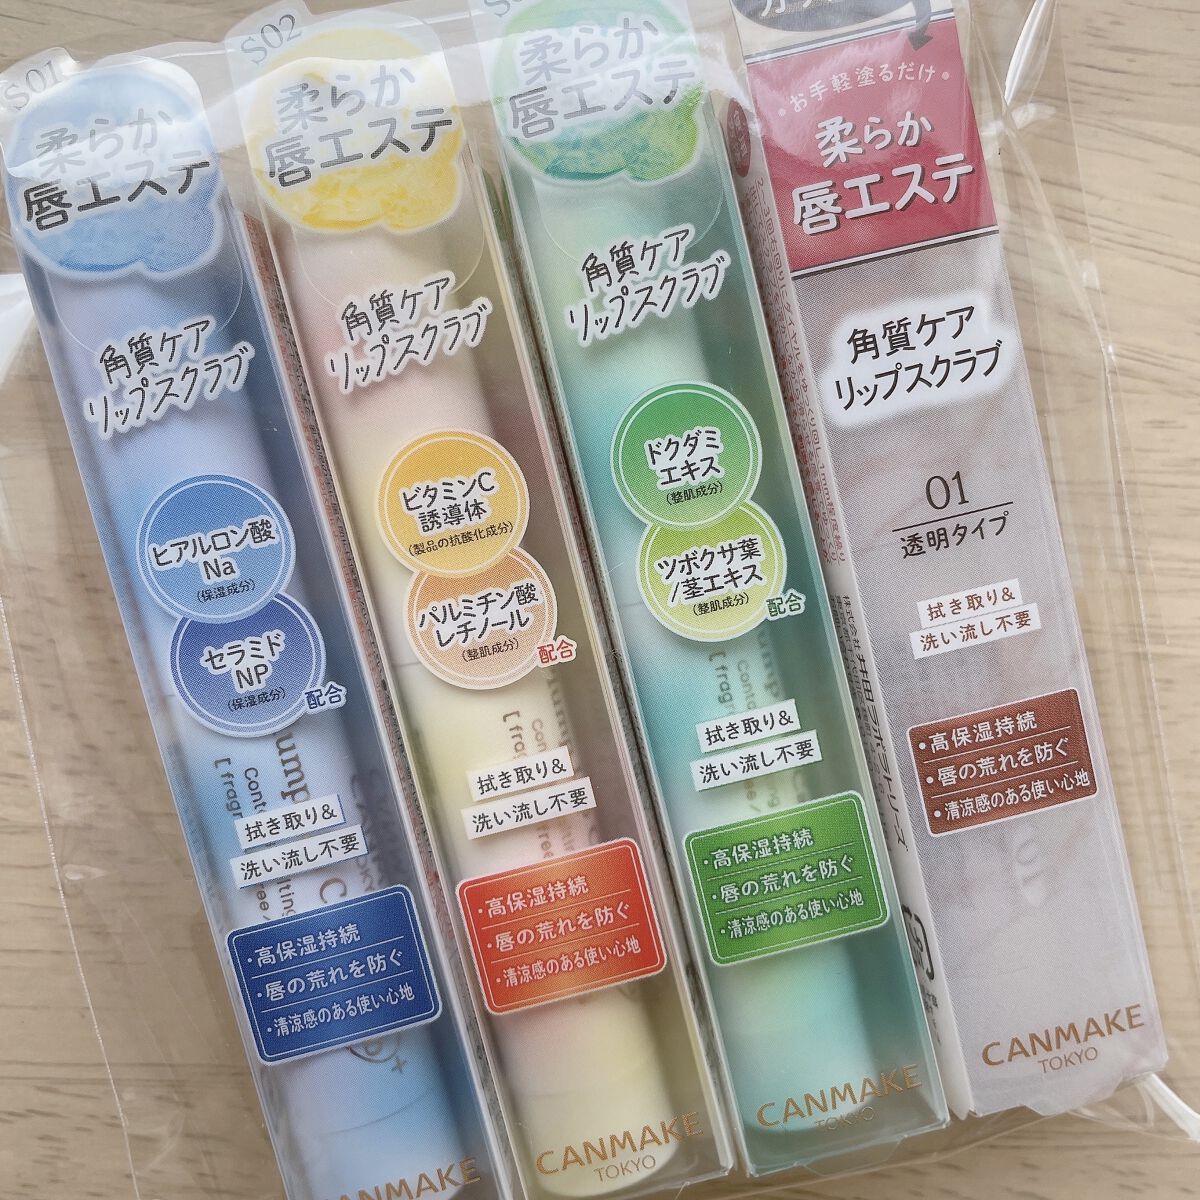 S01
柔らか
唇エステ
角質ケア
リップスクラブ
ヒアルロン酸
Na
(保湿成分)
セラミド
NP
(保湿成分)
配合
拭き取り&
洗い流し不要
・高保湿持続
・唇の荒れを防ぐ
・清涼感のある使い心地
CANMAKE
S02
柔らか
唇エステ
角質ケア
リップスクラブ
ビタミンC
誘導体
(製品の抗酸化成分)
パルミチン酸
レチノール
(整肌成分)
配合
拭き取り&
洗い流し不要
・高保湿持続
・唇の荒れを防ぐ
・清涼感のある使い心地
CANMAKE
TOKYO
柔らか
唇エステ
角質ケア
リップスクラブ
ドクダミ
エキス
(整肌成分)
ツボクサ葉
/茎エキス
(整肌成分)
配合
拭き取り&
洗い流し不要
・高保湿持続
・唇の荒れを防ぐ
・清涼感のある使い心地
CANMAKE
TOKYO
・お手軽塗るだけ・
柔らか
唇エステ
角質ケア
リップスクラブ
01
透明タイプ
拭き取り&
洗い流し不要
・高保湿持続
・唇の荒れを防ぐ
・清涼感のある使い心地
CANMAKE
TOKYO
株式会社 井田ラボラトリーズ